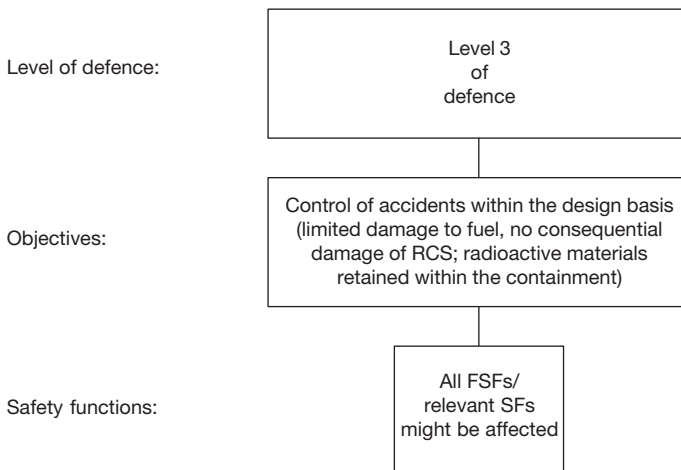 Level of defence:
Level 3
of
defence
Objectives:
Control of accidents within the design basis
(limited damage to fuel, no consequential
damage of RCS; radioactive materials
retained within the containment)
Safety functions:
All FSFs/
relevant SFs
might be affected